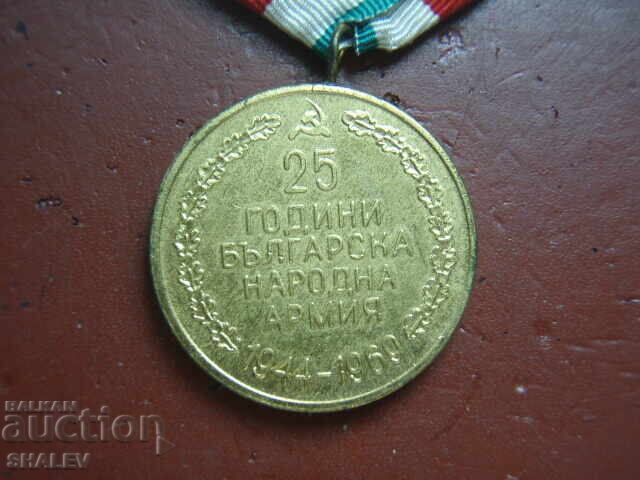 25
ГОДИНИ
БЪЛГАРСКА
НАРОДНА
АРМИЯ
1944-1969
BALKAN
auction
SHALEV